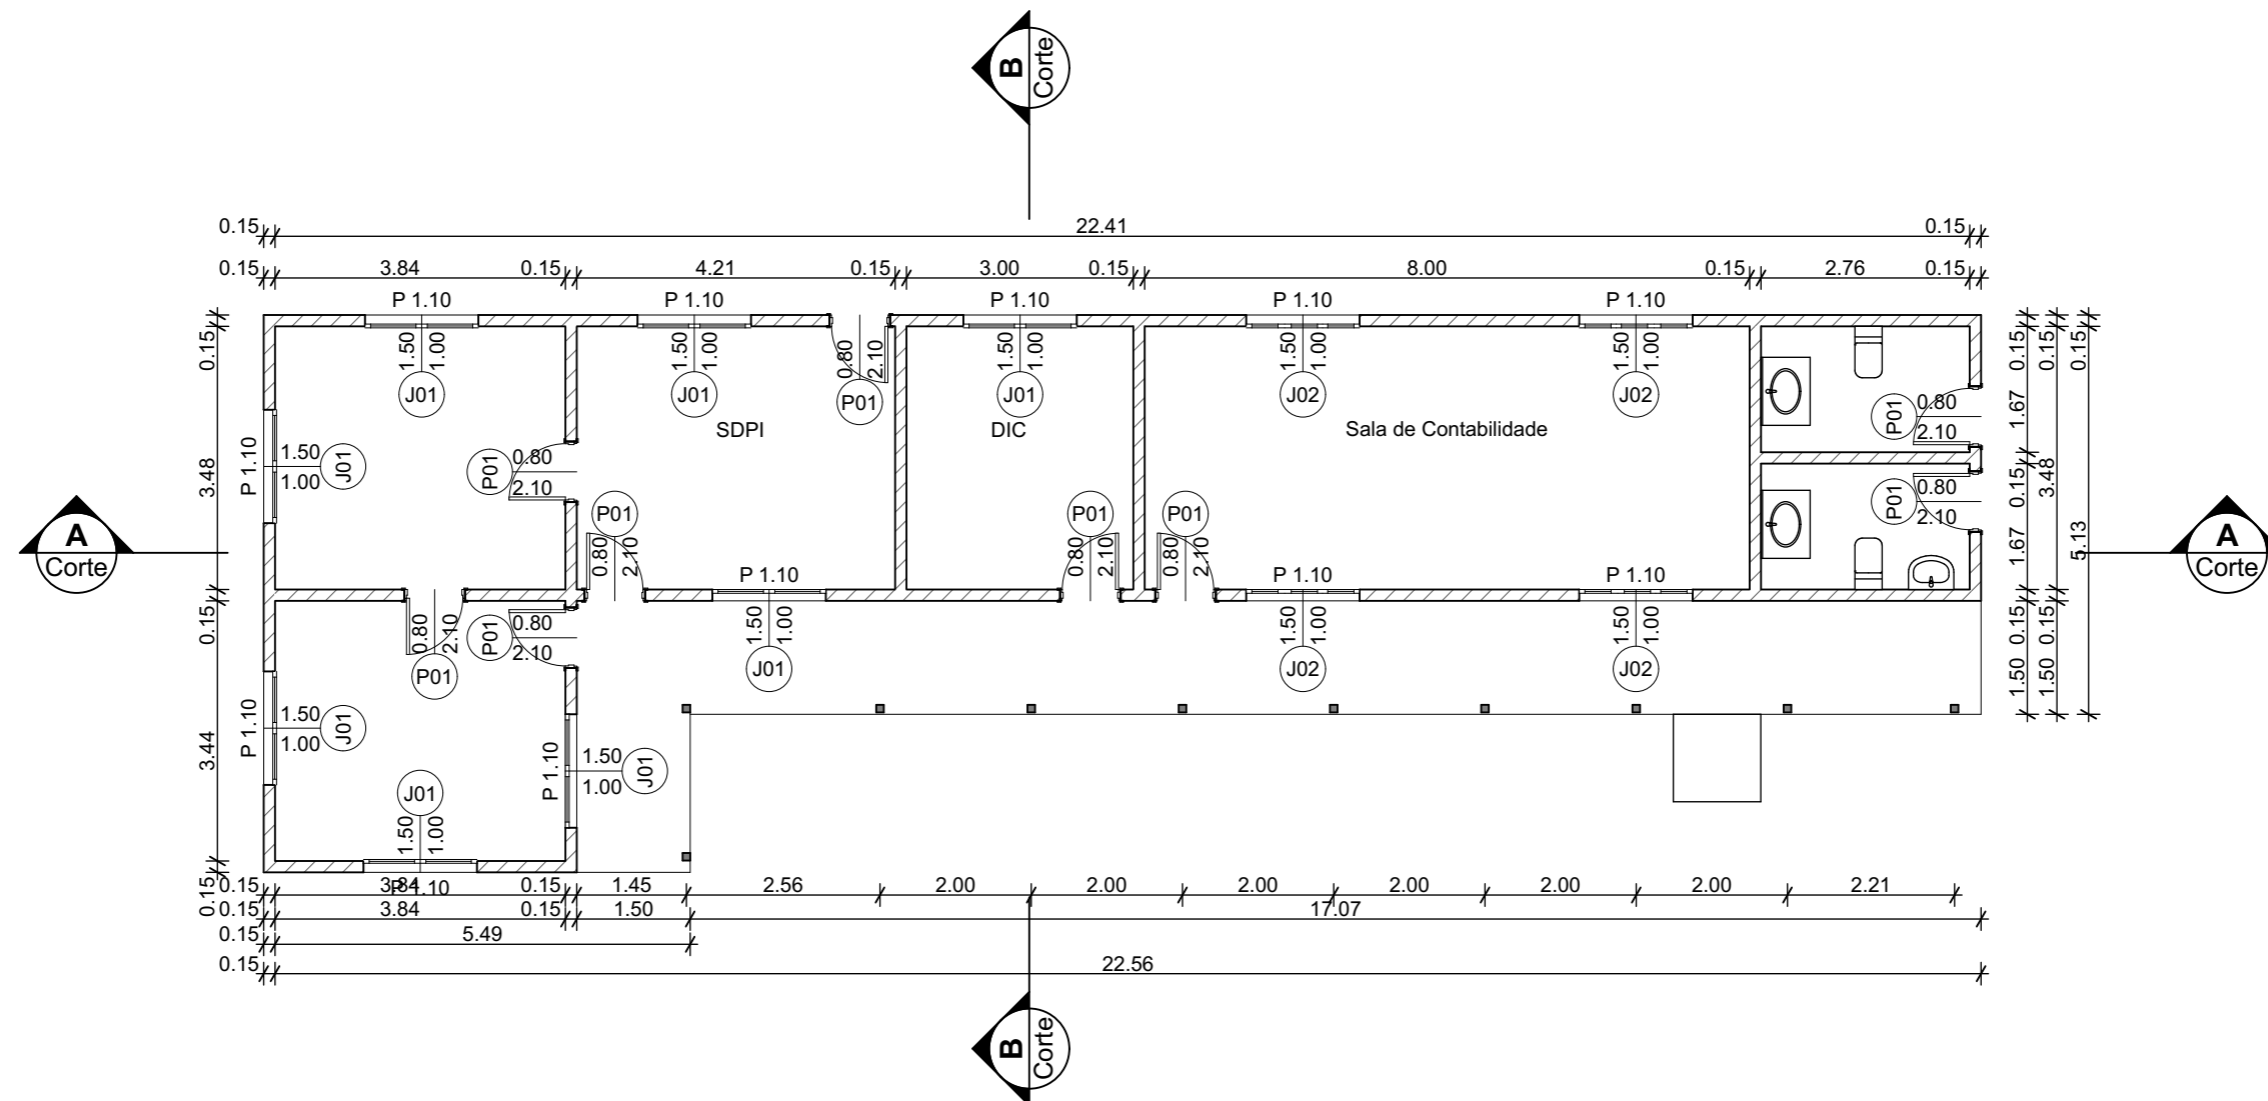 B
Corte
0.15 22.41 0.15
0.15 3.84 0.15 4.21 0.15 3.00 0.15 8.00 0.15 2.76 0.15
P 1.10 P 1.10 P 1.10 P 1.10 P 1.10
1.50 1.00 J01
1.50 1.00 J01
0.80 2.10 P01
1.50 1.00 J01
1.50 1.00 J02
1.50 1.00 J02
SDPI
DIC
Sala de Contabilidade
0.80 2.10 P01
0.80 2.10 P01
0.15 3.48 0.15 3.44 0.15
P 1.10
1.50 1.00 J01
P01 0.80 2.10
P01 0.80 2.10
P01 0.80 2.10
P01 0.80 2.10
P 1.10 P 1.10 P 1.10
1.50 1.00 J01
1.50 1.00 J02
1.50 1.00 J02
0.80 2.10 P01
P01 0.80 2.10
P 1.10
1.50 1.00 J01
P 1.10
1.50 1.00 J01
J01 1.50 1.00
P 1.10
0.15 1.67 0.15 1.67 0.15 1.50
0.15 3.48 0.15 1.50
0.15 5.13
A
Corte
A
Corte
0.15 3.84 0.15 1.45 2.56 2.00 2.00 2.00 2.00 2.00 2.00 2.21
0.15 3.84 0.15 1.50 17.07
0.15 5.49
0.15 22.56
B
Corte